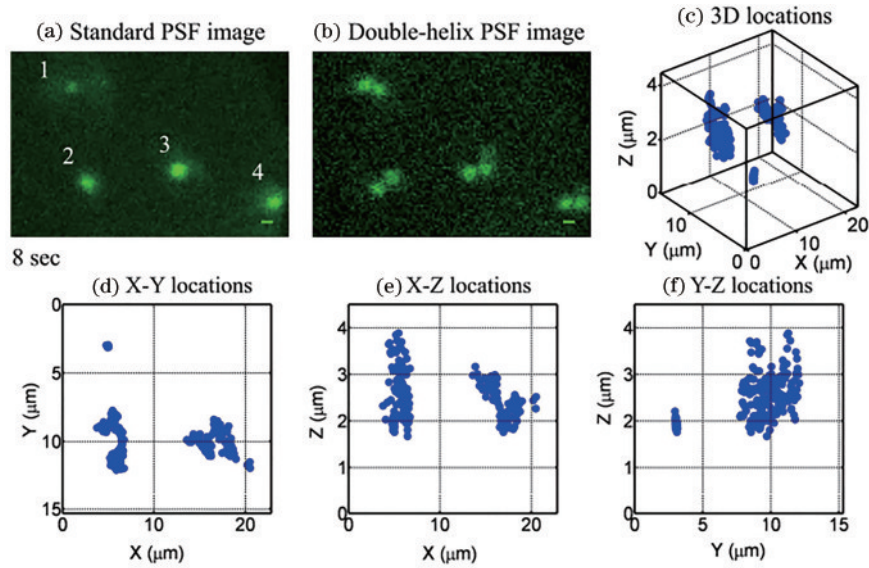 (a) Standard PSF image
(b) Double-helix PSF image
(c) 3D locations
1
2
3
4
8 sec
4
2
0
Z (μm)
10
0
Y (μm)
0
10
20
X (μm)
(d) X-Y locations
0
5
10
15
Y (μm)
0
10
20
X (μm)
(e) X-Z locations
4
3
2
1
0
Z (μm)
0
10
20
X (μm)
(f) Y-Z locations
4
3
2
1
0
Z (μm)
0
5
10
15
Y (μm)